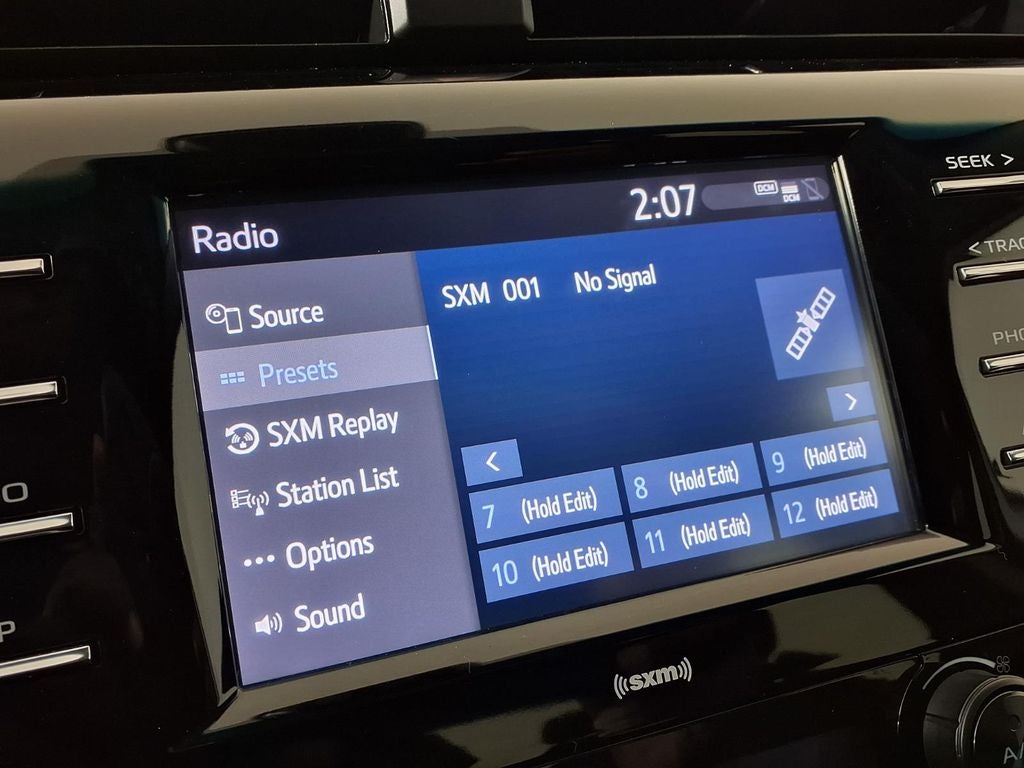 SEEK >
2:07
DCM
DCM
Radio
< TRAC
Source
SXM 001 No Signal
Presets
PHO
SXM Replay
Station List
7 (Hold Edit)
8 (Hold Edit)
9 (Hold Edit)
10 (Hold Edit)
11 (Hold Edit)
12 (Hold Edit)
Options
Sound
O
P
((sxm))
A/